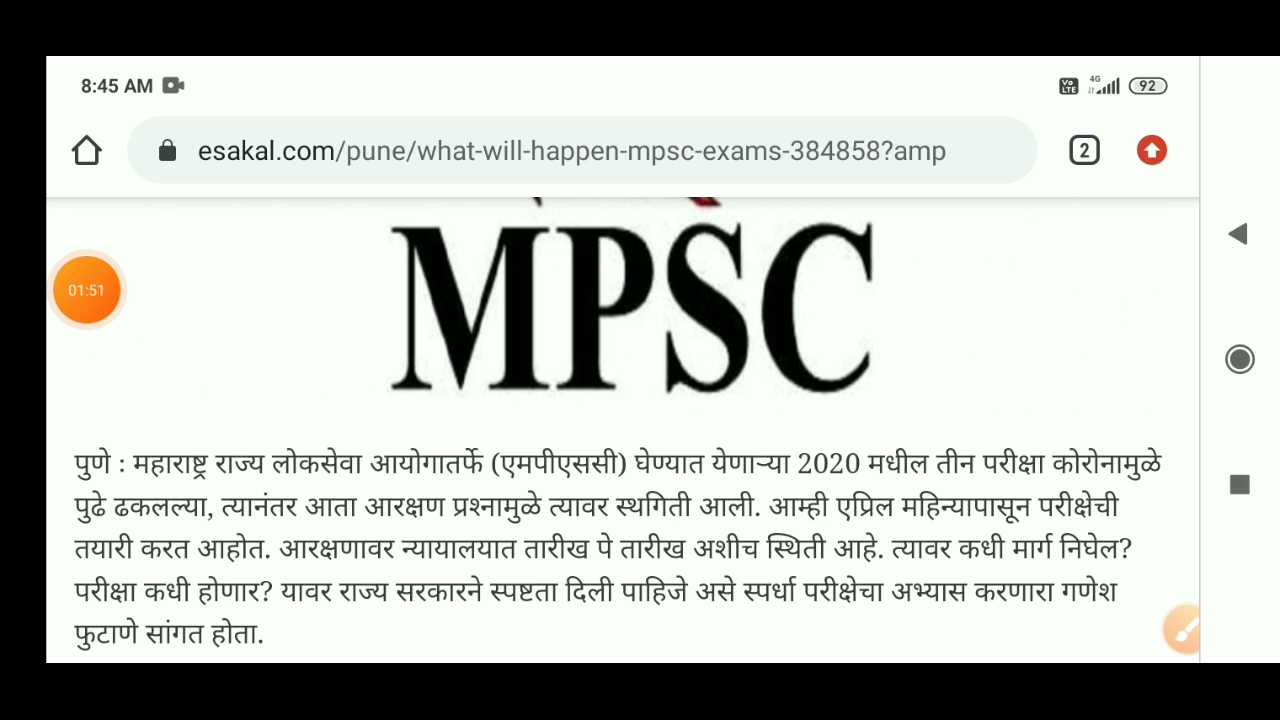 8:45 AM
Vo LTE 4G 92
esakal.com/pune/what-will-happen-mpsc-exams-384858?amp
2
MPSC
01:51
पुणे : महाराष्ट्र राज्य लोकसेवा आयोगातर्फे (एमपीएससी) घेण्यात येणाऱ्या 2020 मधील तीन परीक्षा कोरोनामुळे
पुढे ढकलल्या, त्यानंतर आता आरक्षण प्रश्नामुळे त्यावर स्थगिती आली. आम्ही एप्रिल महिन्यापासून परीक्षेची
तयारी करत आहोत. आरक्षणावर न्यायालयात तारीख पे तारीख अशीच स्थिती आहे. त्यावर कधी मार्ग निघेल?
परीक्षा कधी होणार? यावर राज्य सरकारने स्पष्टता दिली पाहिजे असे स्पर्धा परीक्षेचा अभ्यास करणारा गणेश
फुटाणे सांगत होता.